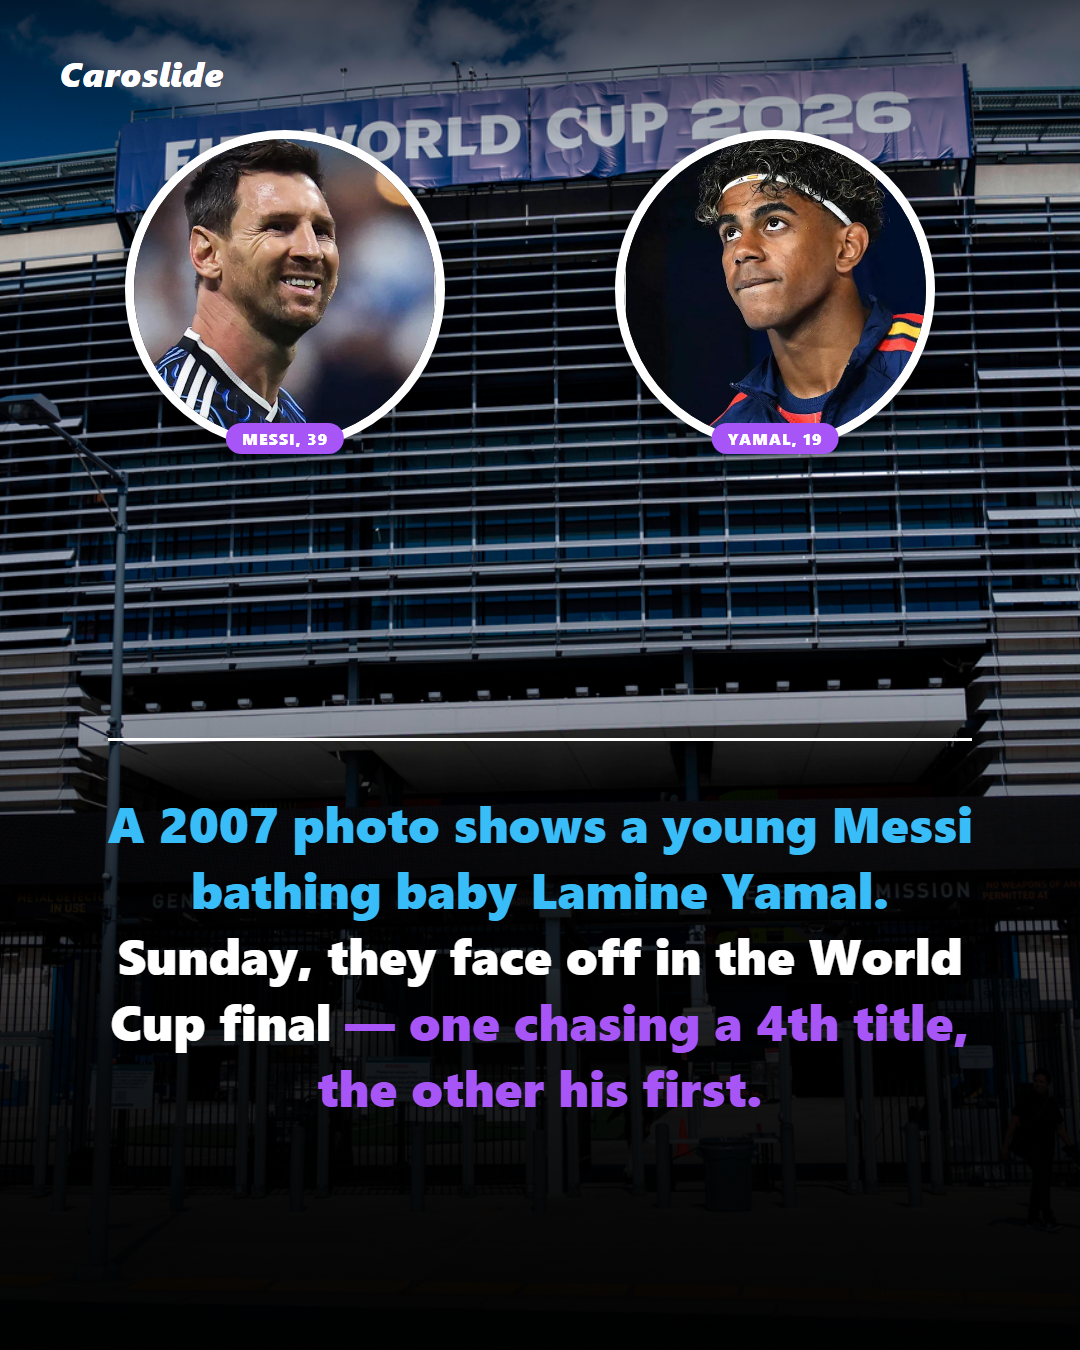 Caroslide
WORLD CUP 2026
MESSI, 39
YAMAL, 19
A 2007 photo shows a young Messi
bathing baby Lamine Yamal.
Sunday, they face off in the World
Cup final — one chasing a 4th title,
the other his first.